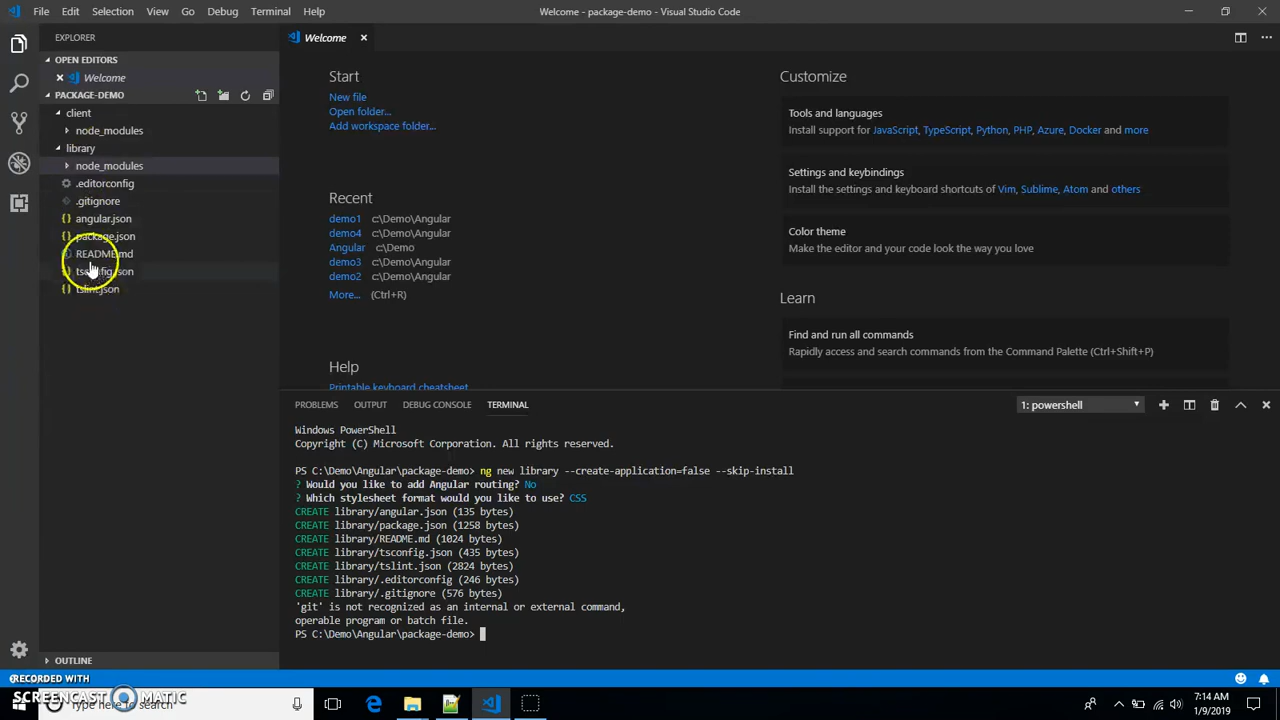 File Edit Selection View Go Debug Terminal Help
Welcome - package-demo - Visual Studio Code
EXPLORER
Welcome
OPEN EDITORS
Welcome
PACKAGE-DEMO
client
node_modules
library
node_modules
.editorconfig
.gitignore
angular.json
package.json
README.md
tsconfig.json
tslint.json
OUTLINE
Start
New file
Open folder...
Add workspace folder...
Recent
demo1 c:\Demo\Angular
demo4 c:\Demo\Angular
Angular c:\Demo
demo3 c:\Demo\Angular
demo2 c:\Demo\Angular
More... (Ctrl+R)
Help
Printable keyboard cheatsheet
Customize
Tools and languages
Install support for JavaScript, TypeScript, Python, PHP, Azure, Docker and more
Settings and keybindings
Install the settings and keyboard shortcuts of Vim, Sublime, Atom and others
Color theme
Make the editor and your code look the way you love
Learn
Find and run all commands
Rapidly access and search commands from the Command Palette (Ctrl+Shift+P)
PROBLEMS OUTPUT DEBUG CONSOLE TERMINAL
1: powershell
Windows PowerShell
Copyright (C) Microsoft Corporation. All rights reserved.
PS C:\Demo\Angular\package-demo> ng new library --create-application=false --skip-install
? Would you like to add Angular routing? No
? Which stylesheet format would you like to use? CSS
CREATE library/angular.json (135 bytes)
CREATE library/package.json (1258 bytes)
CREATE library/README.md (1024 bytes)
CREATE library/tsconfig.json (435 bytes)
CREATE library/tslint.json (2824 bytes)
CREATE library/.editorconfig (246 bytes)
CREATE library/.gitignore (576 bytes)
'git' is not recognized as an internal or external command,
operable program or batch file.
PS C:\Demo\Angular\package-demo>
RECORDED WITH
SCREENCAST MATIC
Type here to search
7:14 AM
1/9/2019